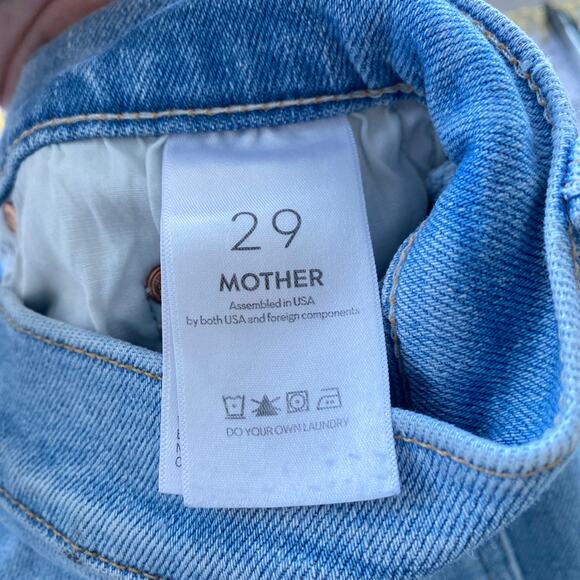 29
MOTHER
Assembled in USA
by both USA and foreign components
DO YOUR OWN LAUNDRY